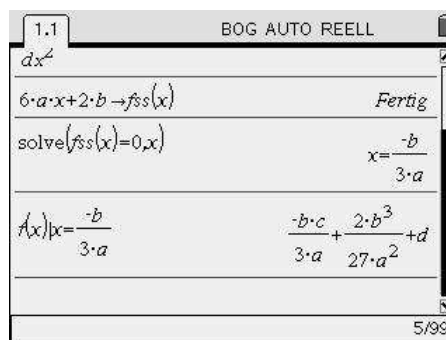 1.1 BOG AUTO REELL
dx²
6·a·x+2·b→fss(x) Fertig
solve(fss(x)=0,x) x=-b/(3·a)
f(x)|x=-b/(3·a) -b·c/(3·a)+2·b³/(27·a²)+d
5/99